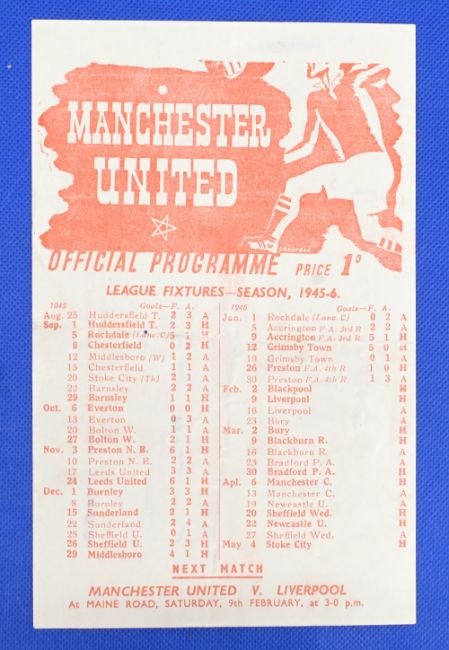 MANCHESTER
UNITED
OFFICIAL PROGRAMME PRICE 1D
LEAGUE FIXTURES—SEASON, 1945-6.
1945 Goals—F. A.
Aug. 25 Huddersfield T. 2 3 A
Sep. 1 Huddersfield T. 2 3 H
5 Rochdale (Lanc. C) 5 1 H
8 Chesterfield 0 2 H
12 Middlesboro (W) 1 2 A
15 Chesterfield 1 1 A
20 Stoke City (Th) 2 1 A
22 Barnsley 2 2 A
29 Barnsley 1 1 H
Oct. 6 Everton 0 0 H
13 Everton 0 3 A
20 Bolton W. 1 1 A
27 Bolton W. 2 1 H
Nov. 3 Preston N. E. 6 1 H
10 Preston N. E. 2 2 A
17 Leeds United 3 3 A
24 Leeds United 6 1 H
Dec. 1 Burnley 3 3 H
8 Burnley 2 2 A
15 Sunderland 2 1 H
22 Sunderland 2 4 A
25 Sheffield U. 0 1 A
26 Sheffield U. 2 3 H
29 Middlesboro 4 1 H
1946 Goals—F. A.
Jan. 1 Rochdale (Lanc. C) 0 2 A
5 Accrington F.A. 3rd R 2 2 A
9 Accrington F.A. 3rd R 5 1 H
12 Grimsby Town 5 0 H
19 Grimsby Town 0 1 A
26 Preston F.A. 4th R 1 0 H
30 Preston F.A. 4th R 1 3 A
Feb. 2 Blackpool H
9 Liverpool H
16 Liverpool A
23 Bury A
Mar. 2 Bury H
9 Blackburn R. H
16 Blackburn R. A
23 Bradford P. A. A
30 Bradford P. A. H
Apl. 6 Manchester C. H
13 Manchester C. A
19 Newcastle U. A
20 Sheffield Wed. H
22 Newcastle U. H
27 Sheffield Wed. A
May 4 Stoke City H
NEXT MATCH
MANCHESTER UNITED V. LIVERPOOL
At MAINE ROAD, SATURDAY, 9th FEBRUARY, at 3-0 p.m.